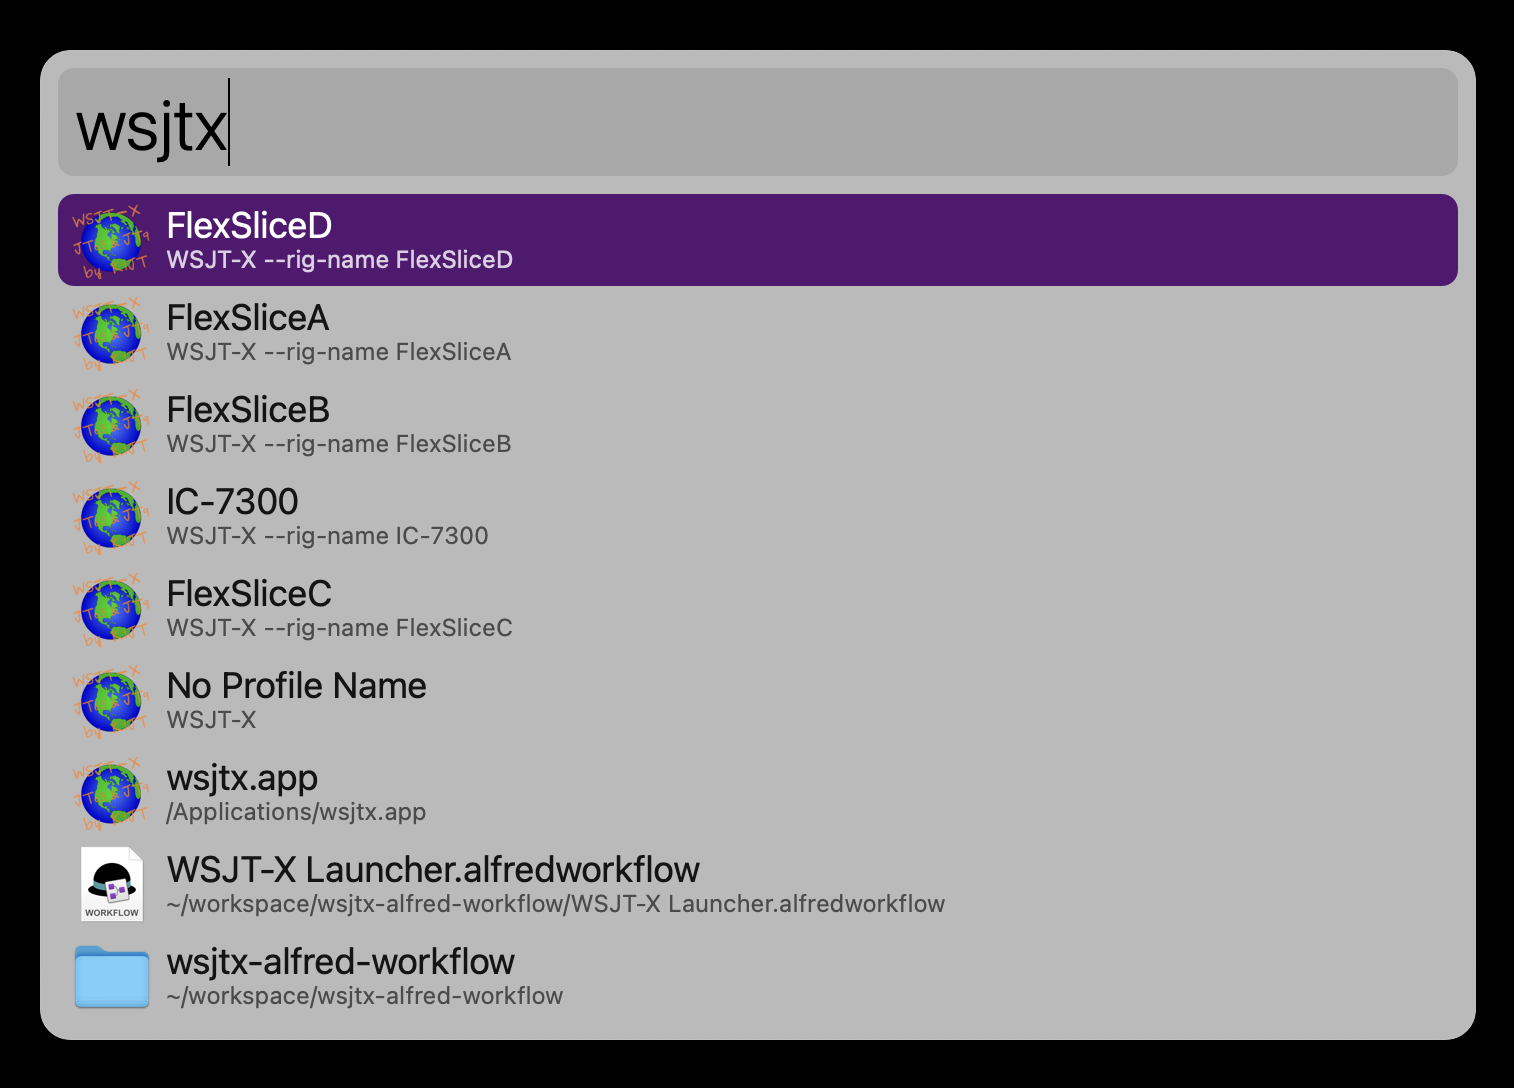 wsjtx
FlexSliceD
WSJT-X --rig-name FlexSliceD
FlexSliceA
WSJT-X --rig-name FlexSliceA
FlexSliceB
WSJT-X --rig-name FlexSliceB
IC-7300
WSJT-X --rig-name IC-7300
FlexSliceC
WSJT-X --rig-name FlexSliceC
No Profile Name
WSJT-X
wsjtx.app
/Applications/wsjtx.app
WORKFLOW
WSJT-X Launcher.alfredworkflow
~/workspace/wsjtx-alfred-workflow/WSJT-X Launcher.alfredworkflow
wsjtx-alfred-workflow
~/workspace/wsjtx-alfred-workflow